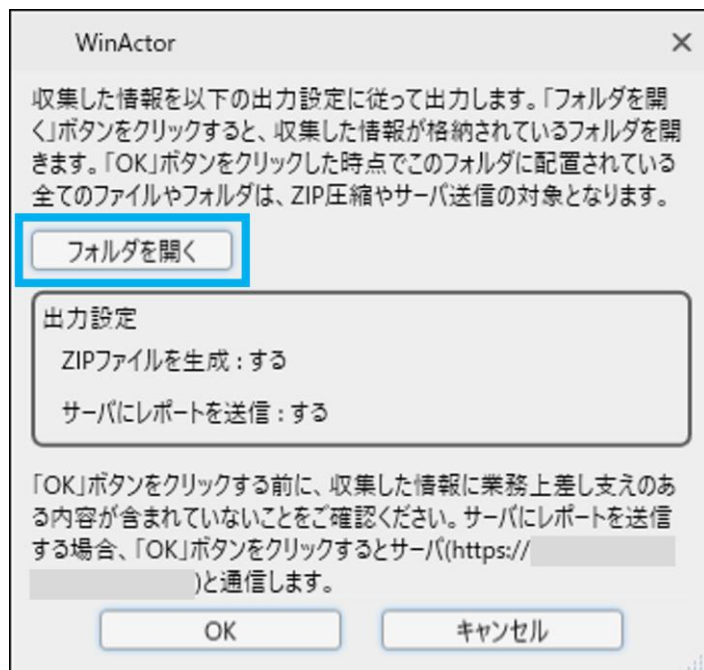 WinActor
収集した情報を以下の出力設定に従って出力します。「フォルダを開
く」ボタンをクリックすると、収集した情報が格納されているフォルダを開
きます。「OK」ボタンをクリックした時点でこのフォルダに配置されている
全てのファイルやフォルダは、ZIP圧縮やサーバ送信の対象となります。
フォルダを開く
出力設定
ZIPファイルを生成 : する
サーバにレポートを送信 : する
「OK」ボタンをクリックする前に、収集した情報に業務上差し支えのあ
る内容が含まれていないことをご確認ください。サーバにレポートを送信
する場合、「OK」ボタンをクリックするとサーバ(https://
)と通信します。
OK キャンセル